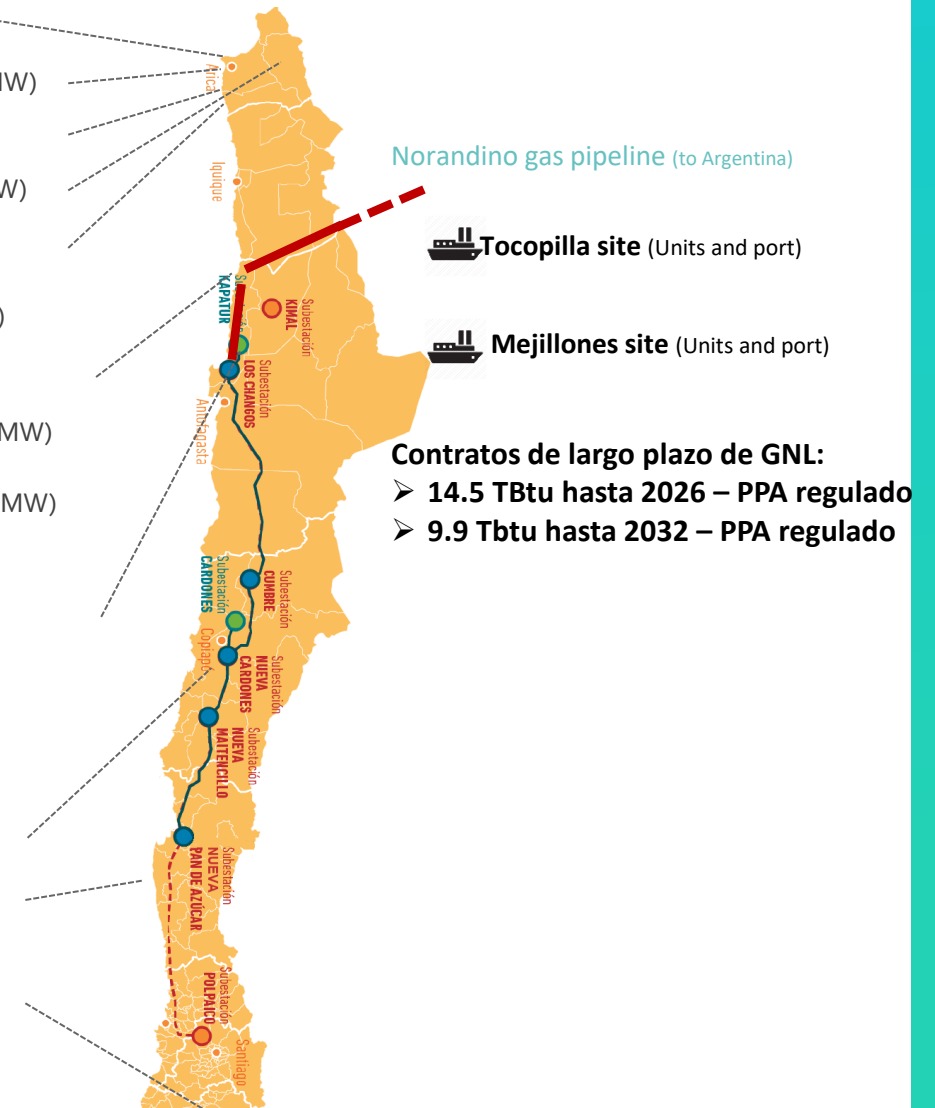 MW)
W)
)
MW)
MW)
Arica
Iquique
Norandino gas pipeline (to Argentina)
Tocopilla site (Units and port)
Mejillones site (Units and port)
KAPATUR
Subestación
KIMAL
Subestación
LOS CHANGOS
Antofagasta
Contratos de largo plazo de GNL:
➢ 14.5 TBtu hasta 2026 – PPA regulado
➢ 9.9 Tbtu hasta 2032 – PPA regulado
Subestación
CARDONES
Subestación
CUMBRE
Copiapó
Subestación
NUEVA
CARDONES
Subestación
NUEVA
MAITENCILLO
Subestación
NUEVA
PAN DE AZÚCAR
Subestación
POLPAICO
Santiago